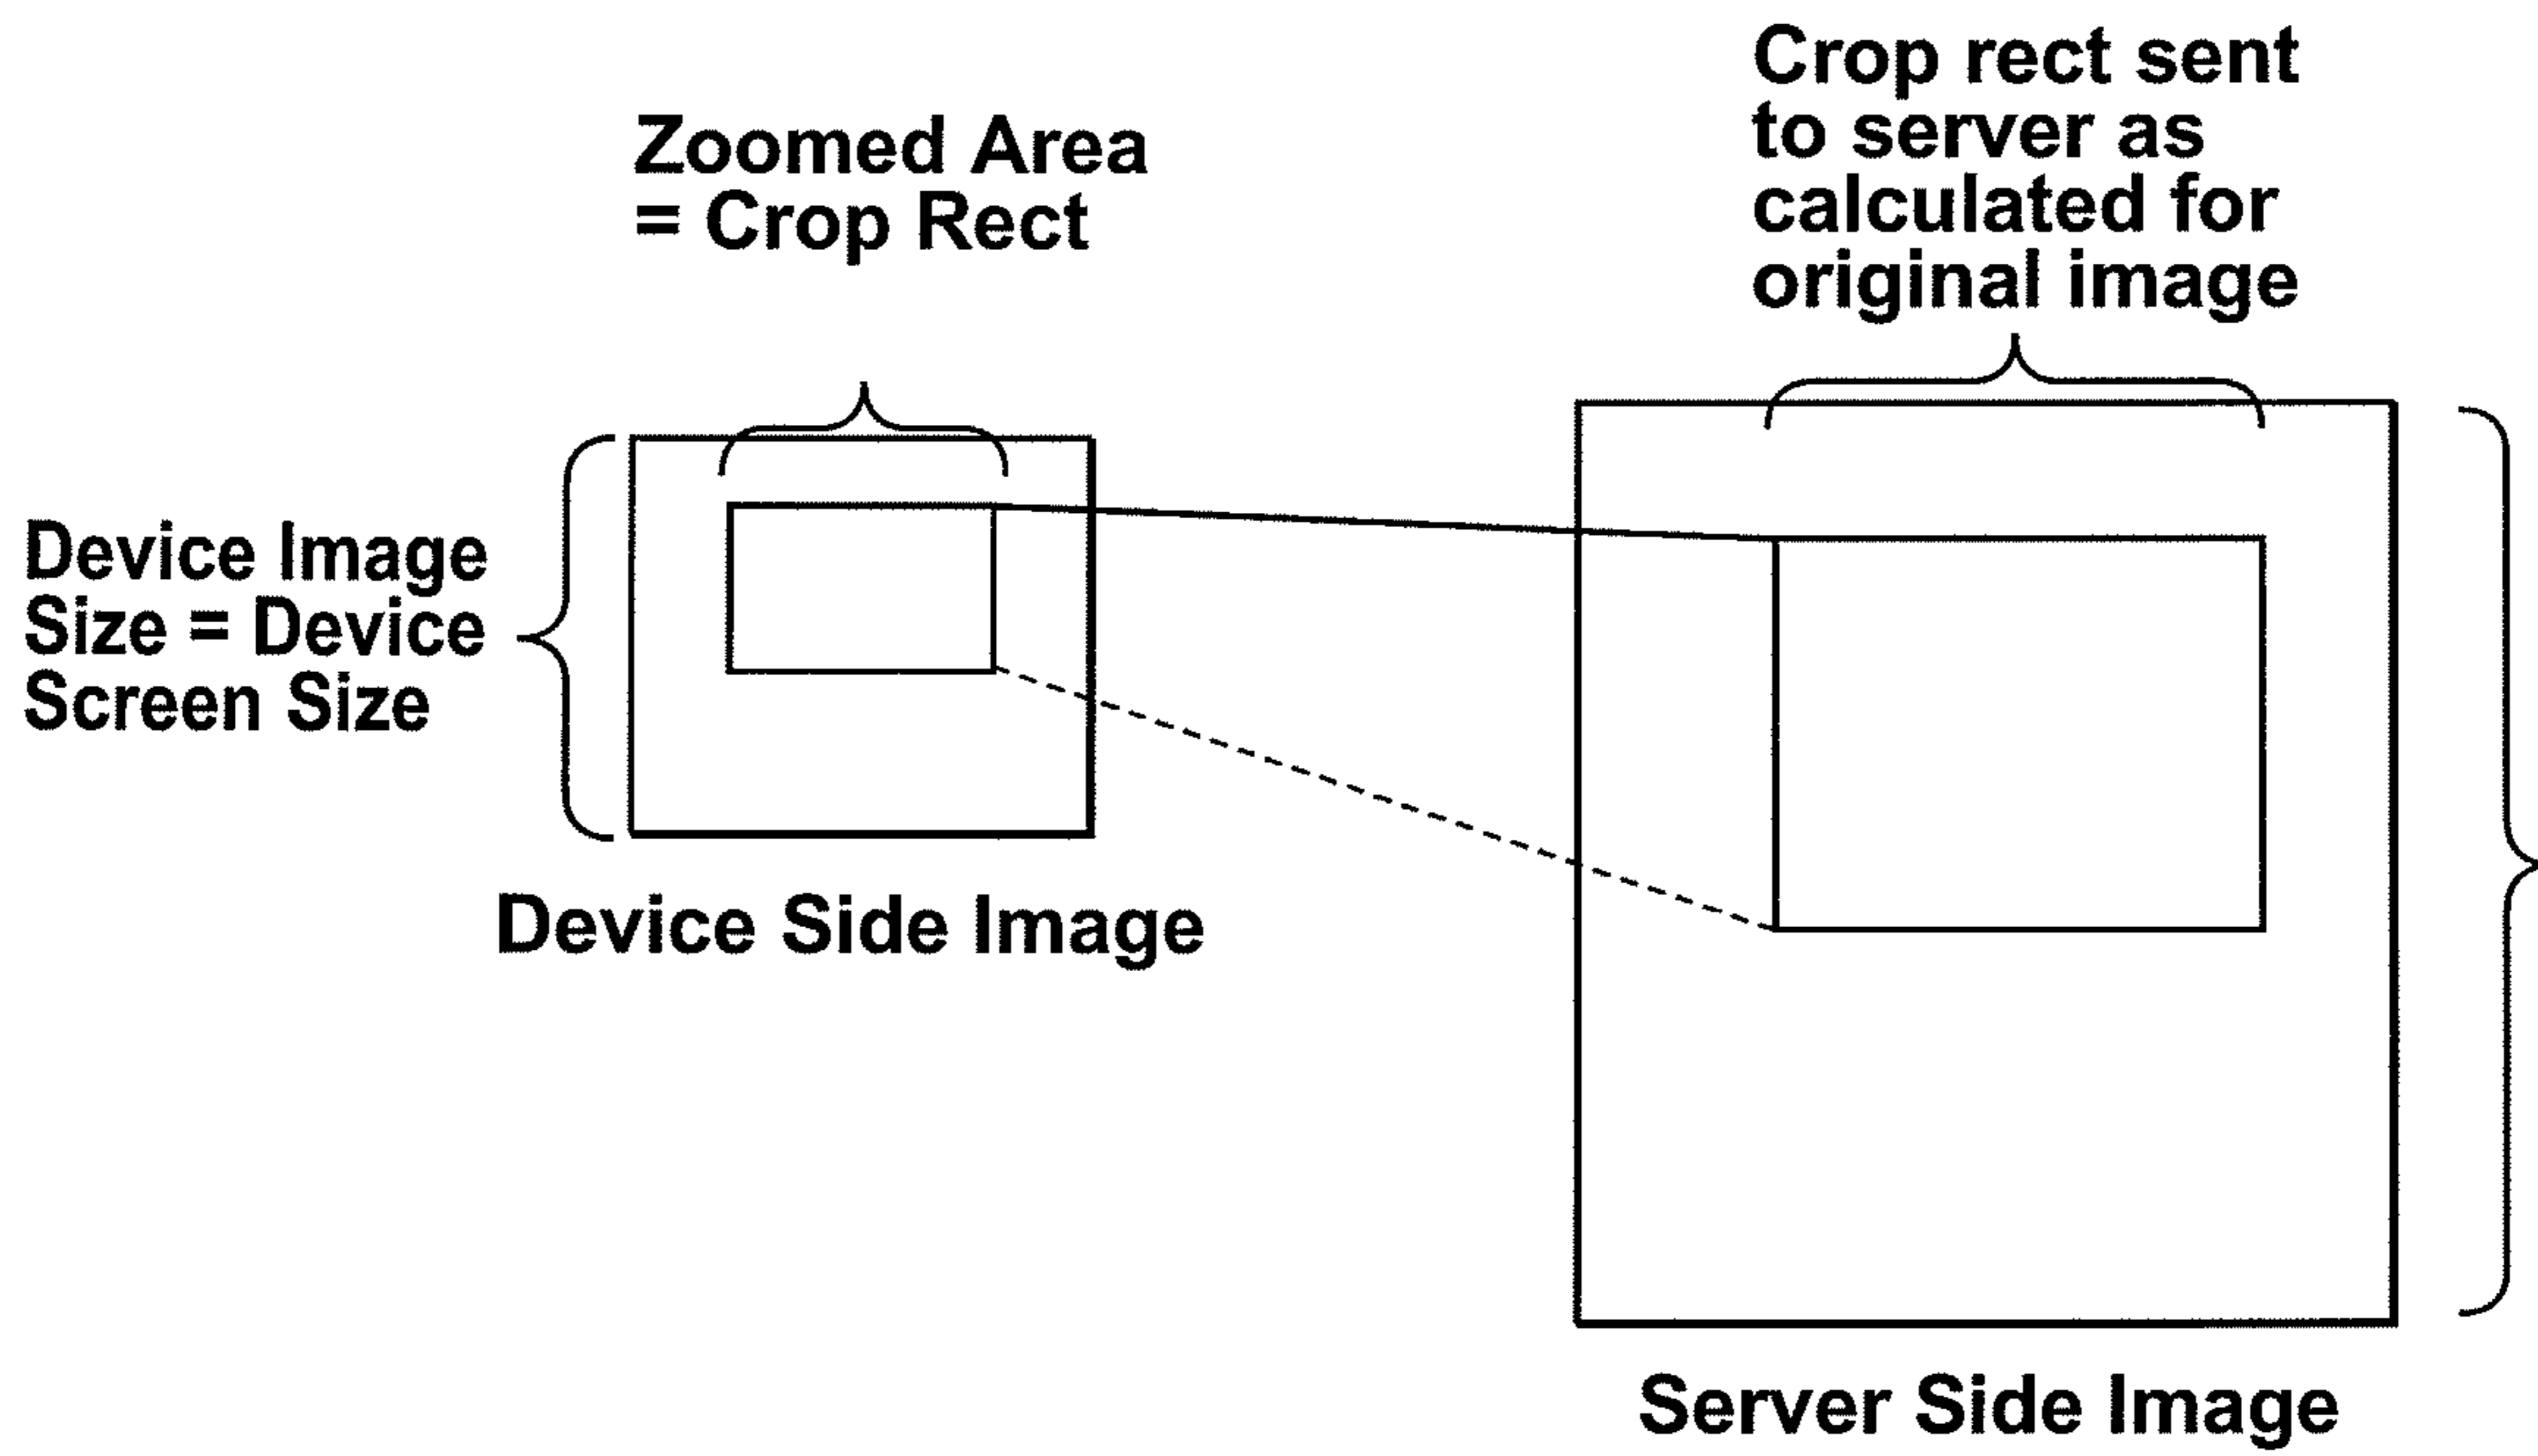 Zoomed Area
= Crop Rect
Crop rect sent
to server as
calculated for
original image
Device Image
Size = Device
Screen Size
Device Side Image
Server Side Image